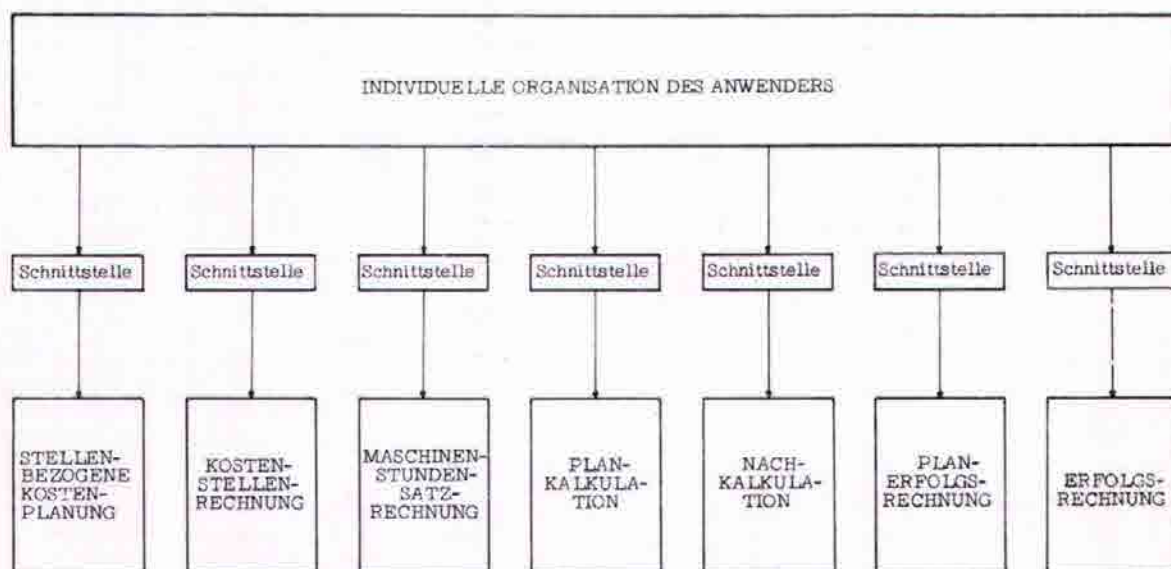 INDIVIDUELLE ORGANISATION DES ANWENDERS
Schnittstelle
Schnittstelle
Schnittstelle
Schnittstelle
Schnittstelle
Schnittstelle
Schnittstelle
STELLEN-
BEZOGENE
KOSTEN-
PLANUNG
KOSTEN-
STELLEN-
RECHNUNG
MASCHINEN-
STUNDEN-
SATZ-
RECHNUNG
PLAN-
KALKULA-
TION
NACH-
KALKULA-
TION
PLAN-
ERFOLGS-
RECHNUNG
ERFOLGS-
RECHNUNG